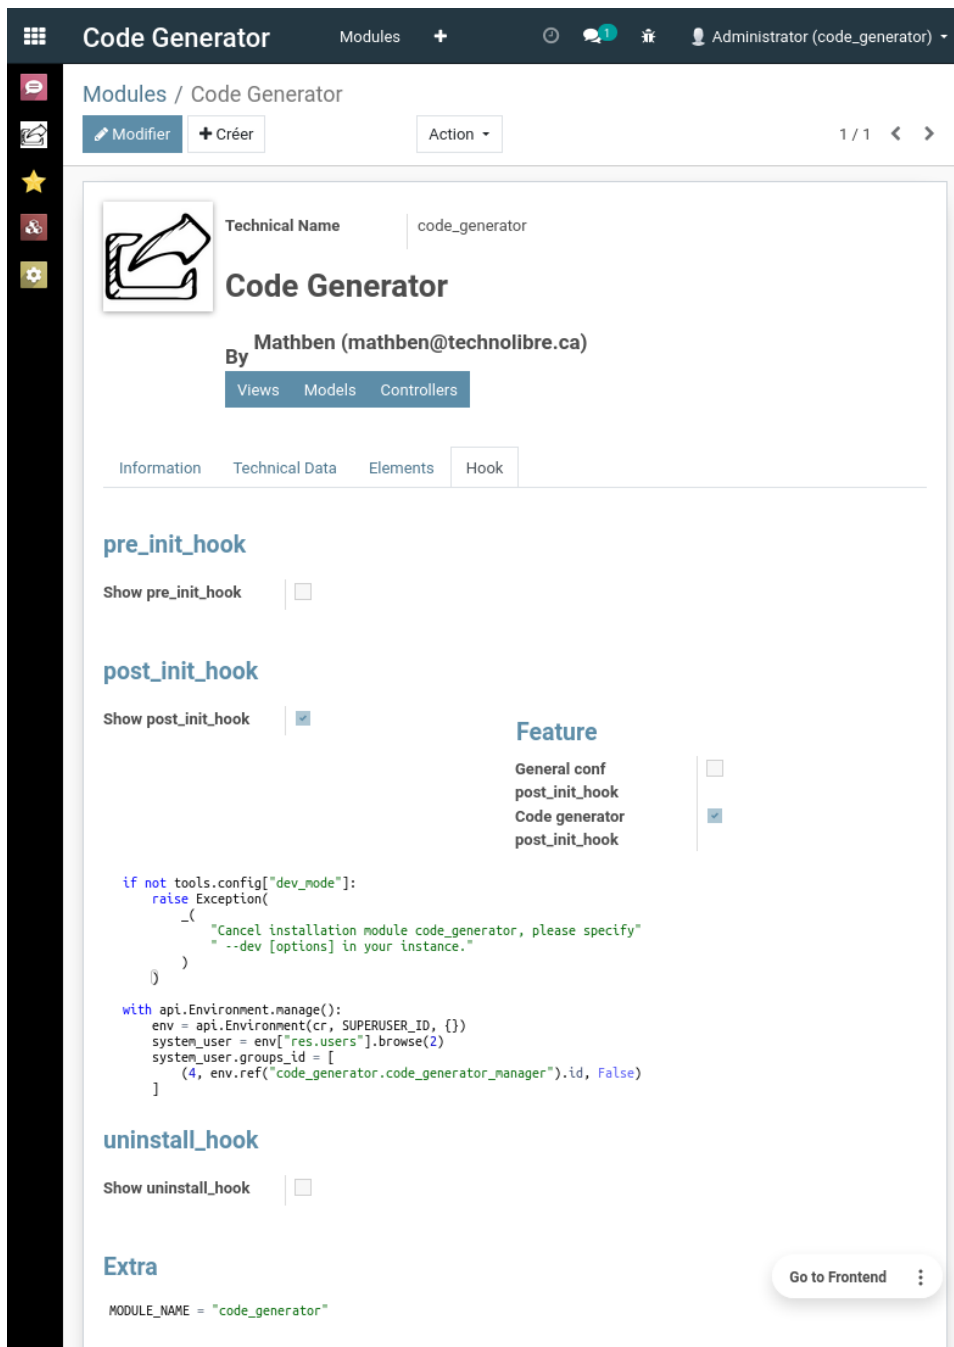 Code Generator Modules + 1 Administrator (code_generator)
Modules / Code Generator
Modifier Créer Action 1 / 1
Technical Name code_generator
Code Generator
By Mathben (mathben@technolibre.ca)
Views Models Controllers
Information Technical Data Elements Hook
pre_init_hook
Show pre_init_hook
post_init_hook
Show post_init_hook
Feature
General conf
post_init_hook
Code generator
post_init_hook
if not tools.config["dev_mode"]:
    raise Exception(
        _(
            "Cancel installation module code_generator, please specify"
            " --dev [options] in your instance."
        )
    )
with api.Environment.manage():
    env = api.Environment(cr, SUPERUSER_ID, {})
    system_user = env["res.users"].browse(2)
    system_user.groups_id = [
        (4, env.ref("code_generator.code_generator_manager").id, False)
    ]
uninstall_hook
Show uninstall_hook
Extra
Go to Frontend
MODULE_NAME = "code_generator"